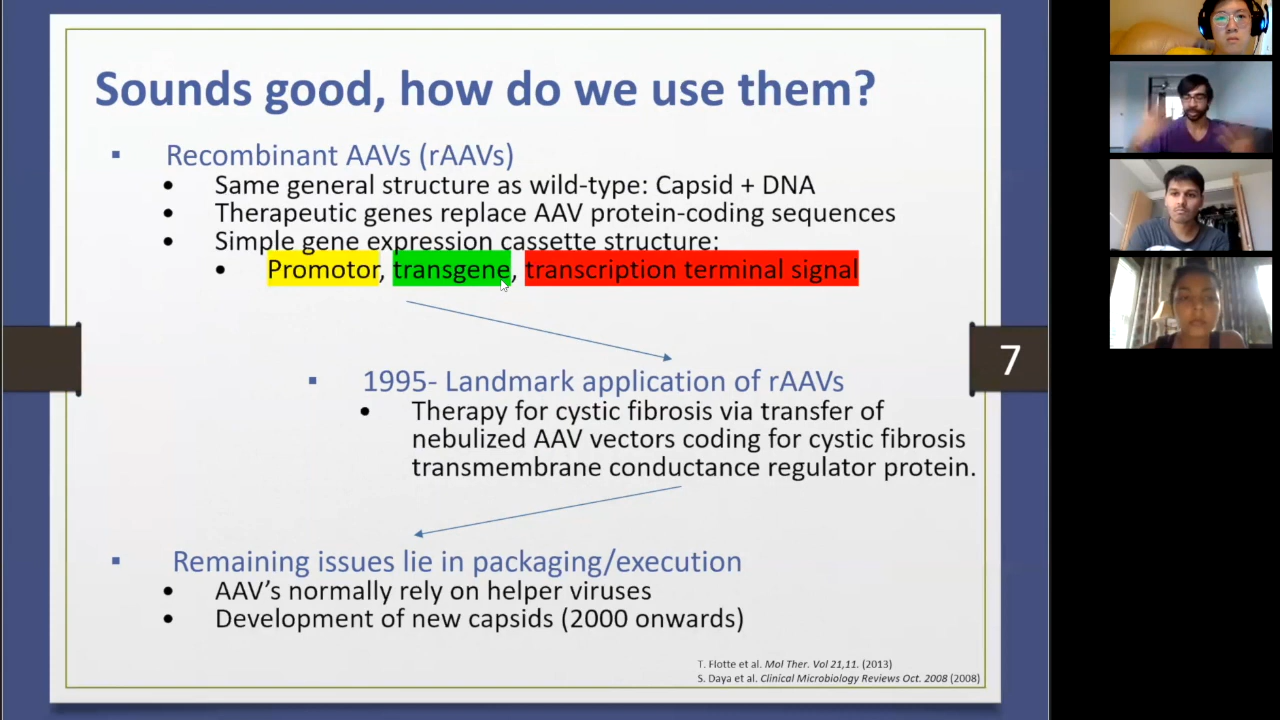 Sounds good, how do we use them?
Recombinant AAVs (rAAVs)
Same general structure as wild-type: Capsid + DNA
Therapeutic genes replace AAV protein-coding sequences
Simple gene expression cassette structure:
Promotor, transgene, transcription terminal signal
7
1995- Landmark application of rAAVs
Therapy for cystic fibrosis via transfer of
nebulized AAV vectors coding for cystic fibrosis
transmembrane conductance regulator protein.
Remaining issues lie in packaging/execution
AAV's normally rely on helper viruses
Development of new capsids (2000 onwards)
T. Flotte et al. Mol Ther. Vol 21,11. (2013)
S. Daya et al. Clinical Microbiology Reviews Oct. 2008 (2008)